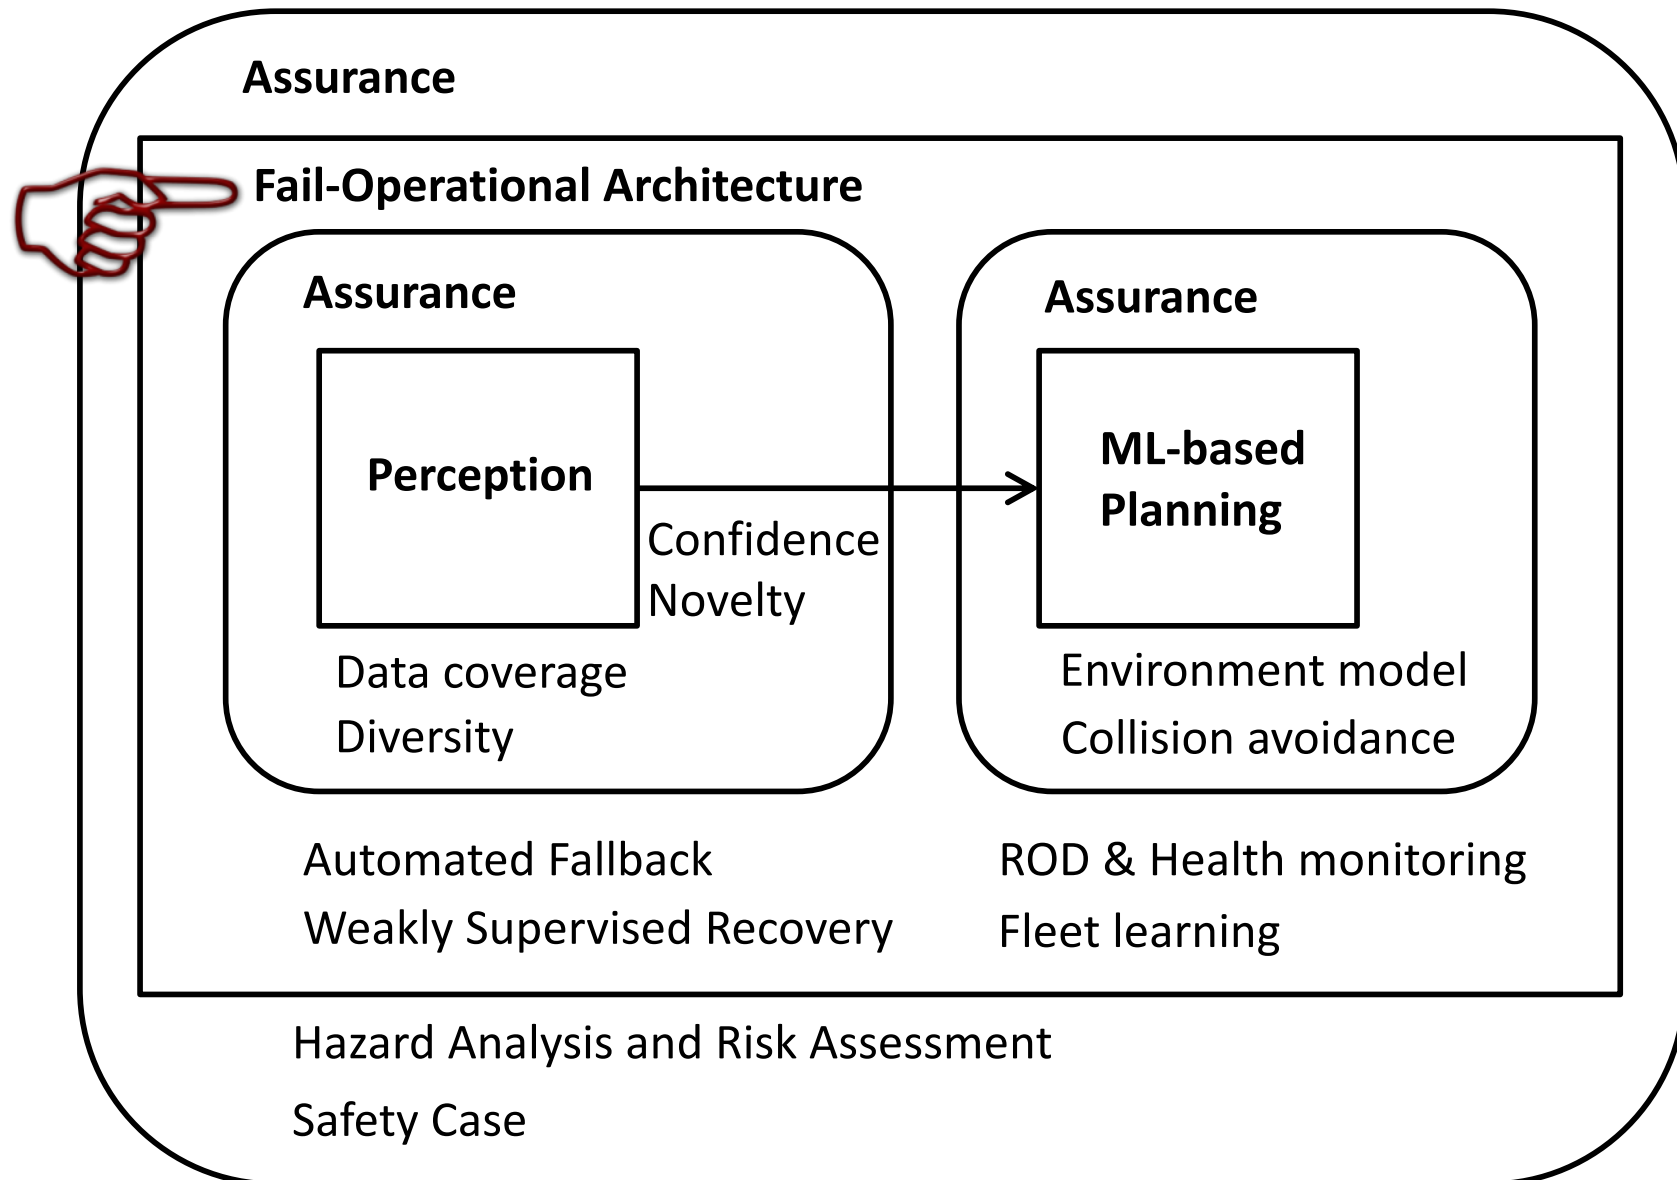 Assurance
Fail-Operational Architecture
Assurance
Perception
Confidence
Novelty
Data coverage
Diversity
Assurance
ML-based
Planning
Environment model
Collision avoidance
Automated Fallback
Weakly Supervised Recovery
ROD & Health monitoring
Fleet learning
Hazard Analysis and Risk Assessment
Safety Case